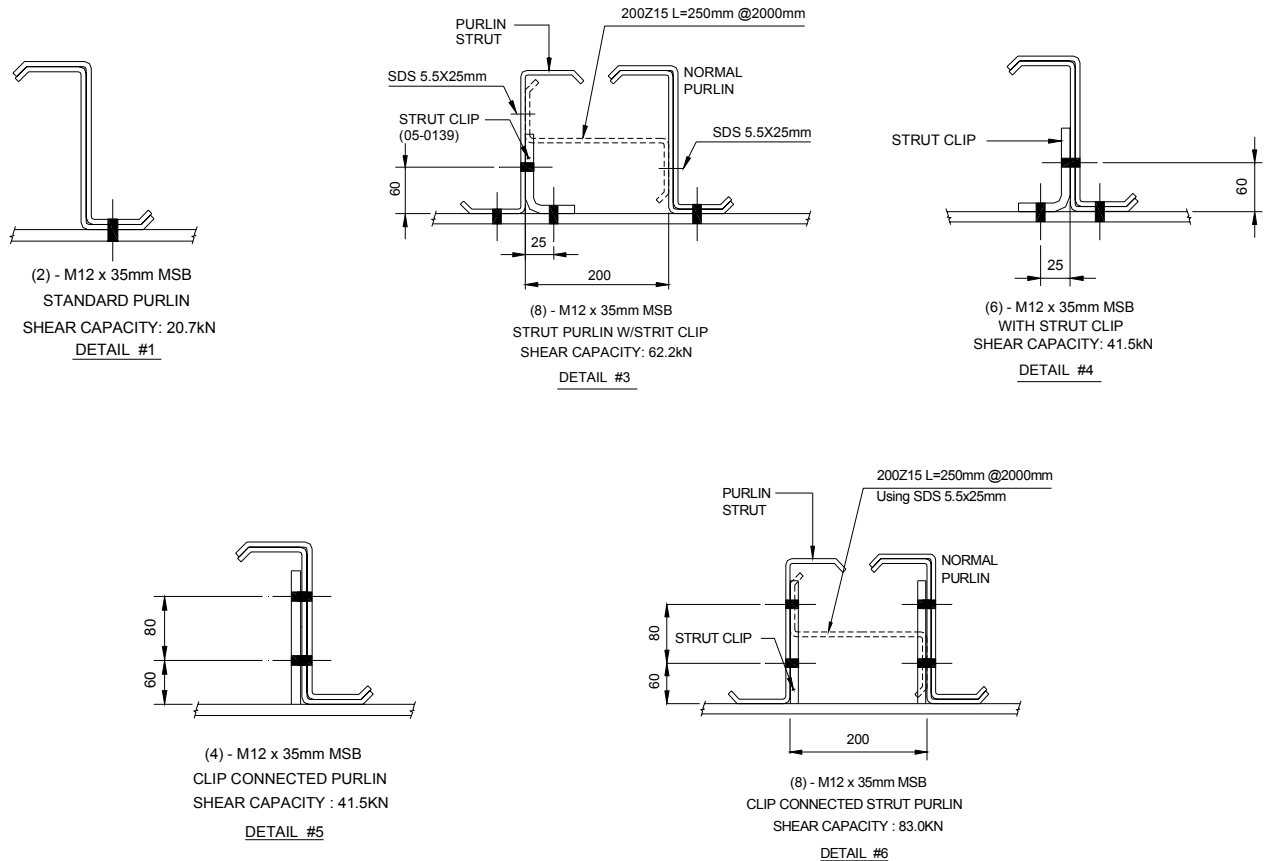 (2) - M12 x 35mm MSB
STANDARD PURLIN
SHEAR CAPACITY: 20.7kN
DETAIL #1
200Z15 L=250mm @2000mm
PURLIN
STRUT
SDS 5.5X25mm
NORMAL
PURLIN
STRUT CLIP
(05-0139)
SDS 5.5X25mm
60
25
200
(8) - M12 x 35mm MSB
STRUT PURLIN W/STRIT CLIP
SHEAR CAPACITY: 62.2kN
DETAIL #3
STRUT CLIP
60
25
(6) - M12 x 35mm MSB
WITH STRUT CLIP
SHEAR CAPACITY: 41.5kN
DETAIL #4
80
60
(4) - M12 x 35mm MSB
CLIP CONNECTED PURLIN
SHEAR CAPACITY : 41.5KN
DETAIL #5
200Z15 L=250mm @2000mm
Using SDS 5.5x25mm
PURLIN
STRUT
NORMAL
PURLIN
80
STRUT CLIP
60
200
(8) - M12 x 35mm MSB
CLIP CONNECTED STRUT PURLIN
SHEAR CAPACITY : 83.0KN
DETAIL #6